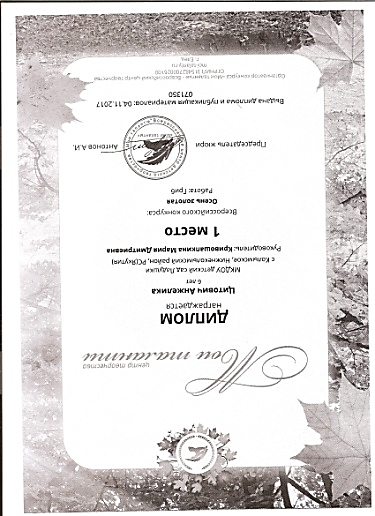 центр творчества
Мои таланты
ДИПЛОМ
награждается
Цитович Анжелика
6 лет
МКДОУ детский сад Ладушки
с Колымское, Нижнеколымский район, РС(Якутия)
Руководитель: Кривошапкина Мария Дмитриевна
1 МЕСТО
Всероссийского конкурса:
Осень золотая
Работа: Гриб
Председатель жюри
Антонов А.И.
Выдача диплома и публикация материалов: 04.11.2017
071350